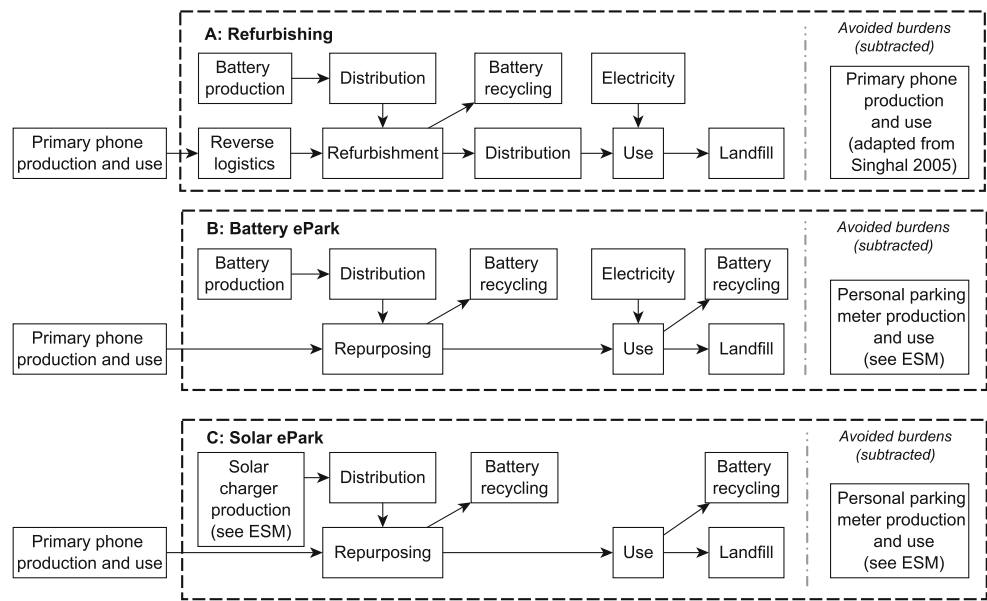 A: Refurbishing
Battery
production
Distribution
Battery
recycling
Electricity
Primary phone
production and use
Reverse
logistics
Refurbishment
Distribution
Use
Landfill
Avoided burdens
(subtracted)
Primary phone
production
and use
(adapted from
Singhal 2005)
B: Battery ePark
Battery
production
Distribution
Battery
recycling
Electricity
Battery
recycling
Primary phone
production and use
Repurposing
Use
Landfill
Avoided burdens
(subtracted)
Personal parking
meter production
and use
(see ESM)
C: Solar ePark
Solar
charger
production
(see ESM)
Distribution
Battery
recycling
Battery
recycling
Primary phone
production and use
Repurposing
Use
Landfill
Avoided burdens
(subtracted)
Personal parking
meter production
and use
(see ESM)